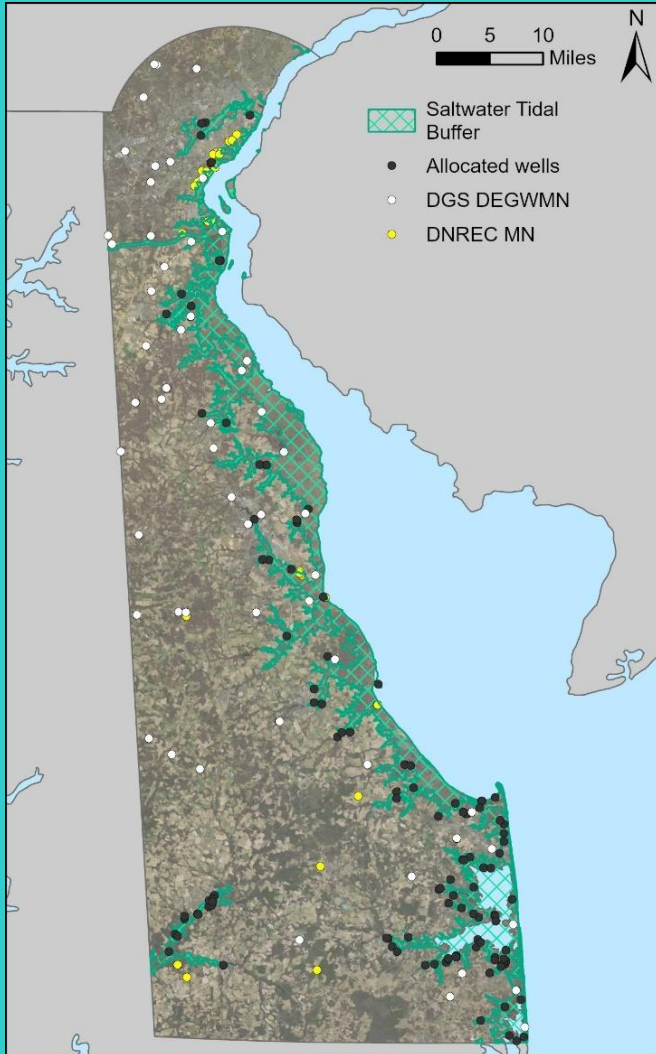 N
0 5 10
Miles
Saltwater Tidal
Buffer
Allocated wells
DGS DEGWMN
DNREC MN